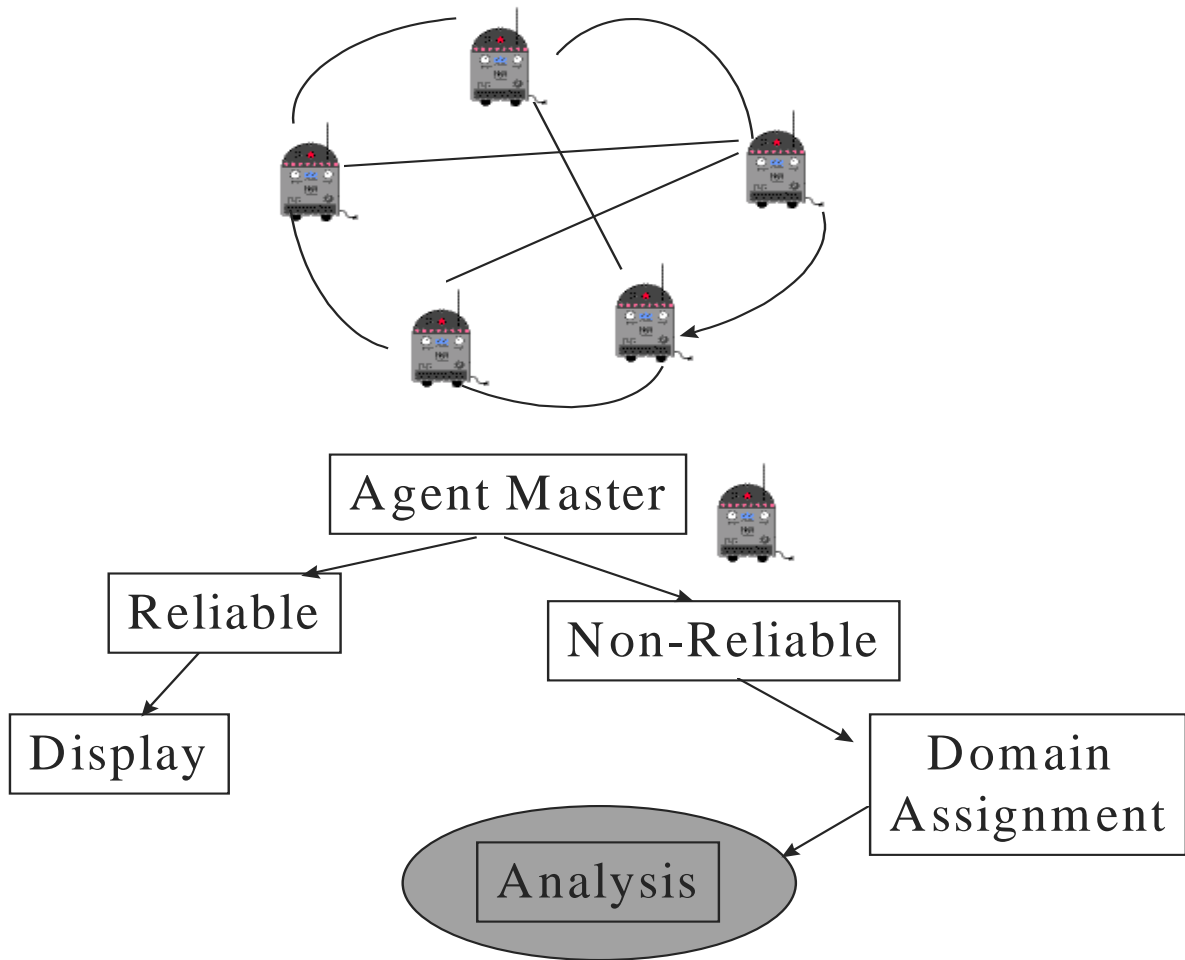 Agent Master
Reliable
Non-Reliable
Display
Domain
Assignment
Analysis